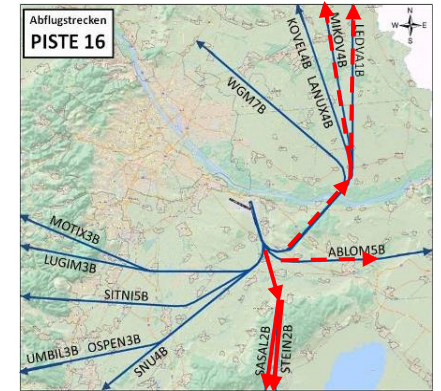 Abflugstrecken
PISTE 16
N
W
E
S
KOVEL4B
LANUX4B
MIKOV4B
LEDVA1B
WGM7B
MOTIX3B
LUGIM3B
ABLOM5B
SITNI5B
UMBIL3B OSPEN3B
SNU4B
SASAL2B
STEIN2B